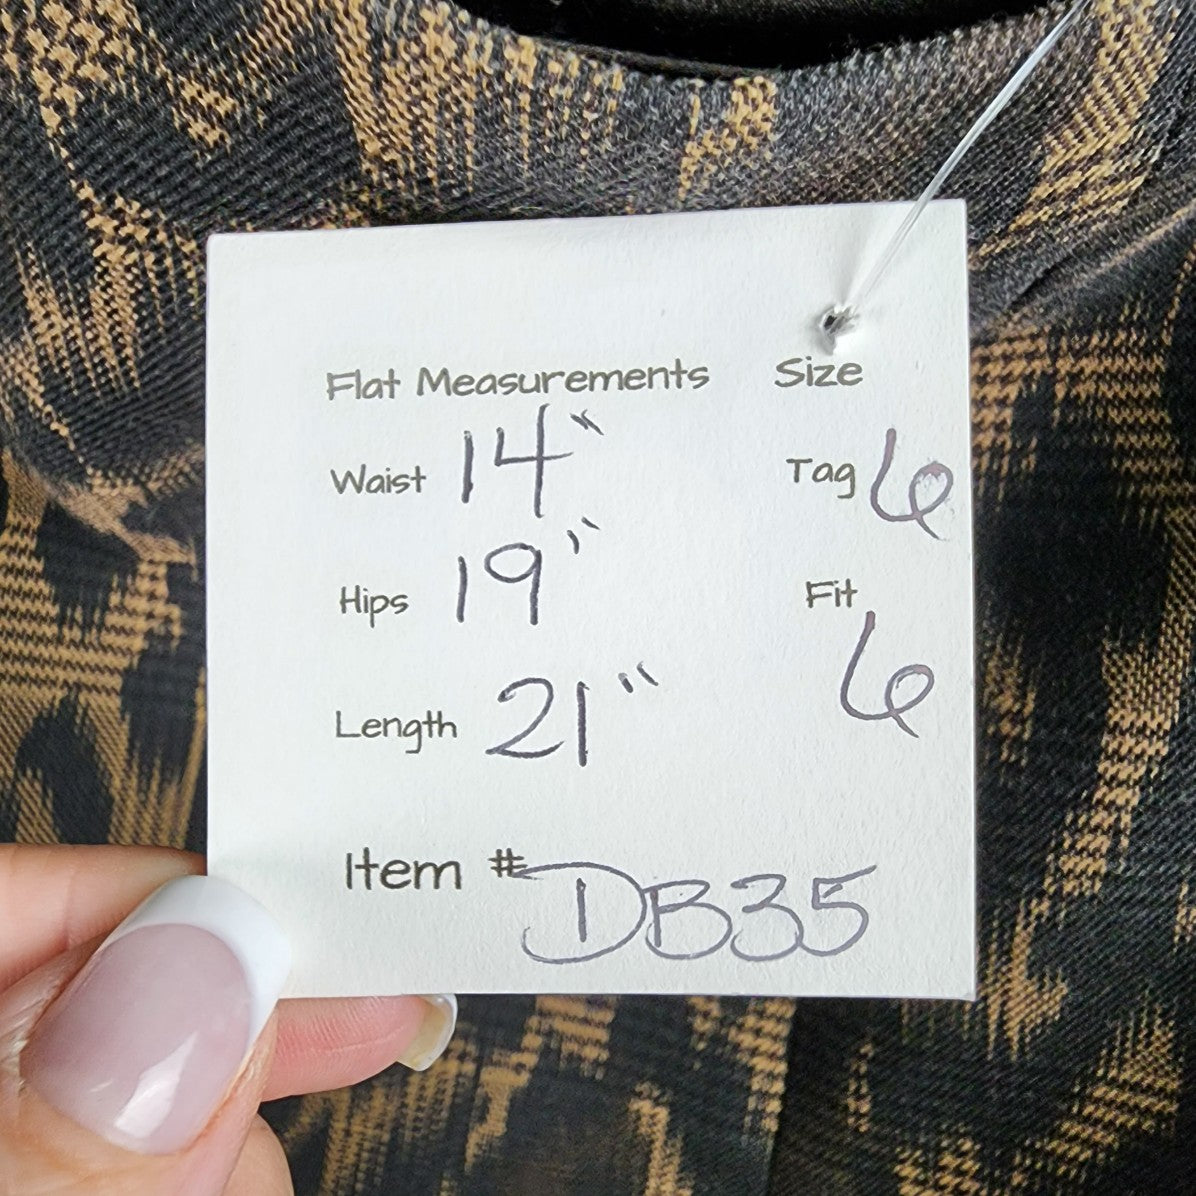 Flat Measurements Size
Waist 14" Tag 6
Hips 19" Fit 6
Length 21"
Item # DB35